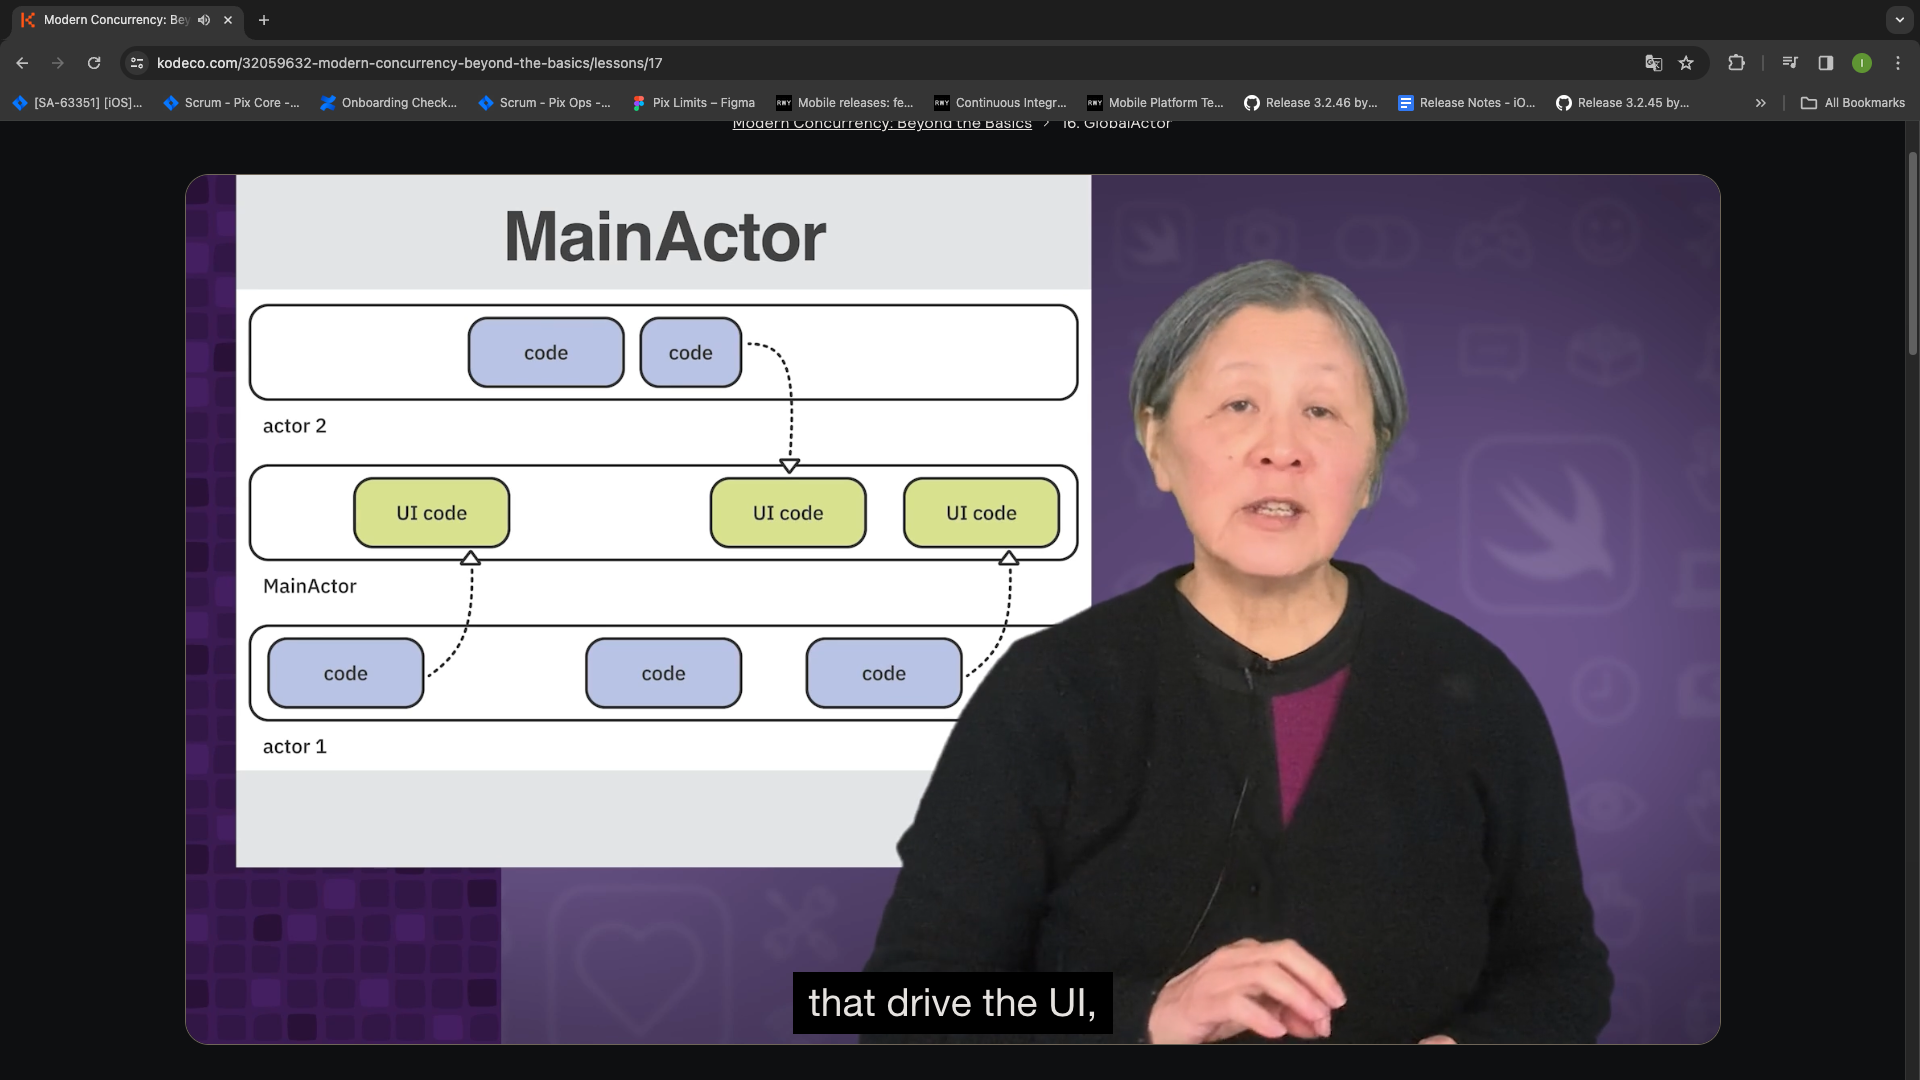 Modern Concurrency: Bey
kodeco.com/32059632-modern-concurrency-beyond-the-basics/lessons/17
[SA-63351] [iOS]...
Scrum - Pix Core -...
Onboarding Check...
Scrum - Pix Ops -...
Pix Limits – Figma
Mobile releases: fe...
Continuous Integr...
Mobile Platform Te...
Release 3.2.46 by...
Release Notes - iO...
Release 3.2.45 by...
All Bookmarks
Modern Concurrency: Beyond the Basics > 16. GlobalActor
MainActor
code code
actor 2
UI code UI code UI code
MainActor
code code code
actor 1
that drive the UI,